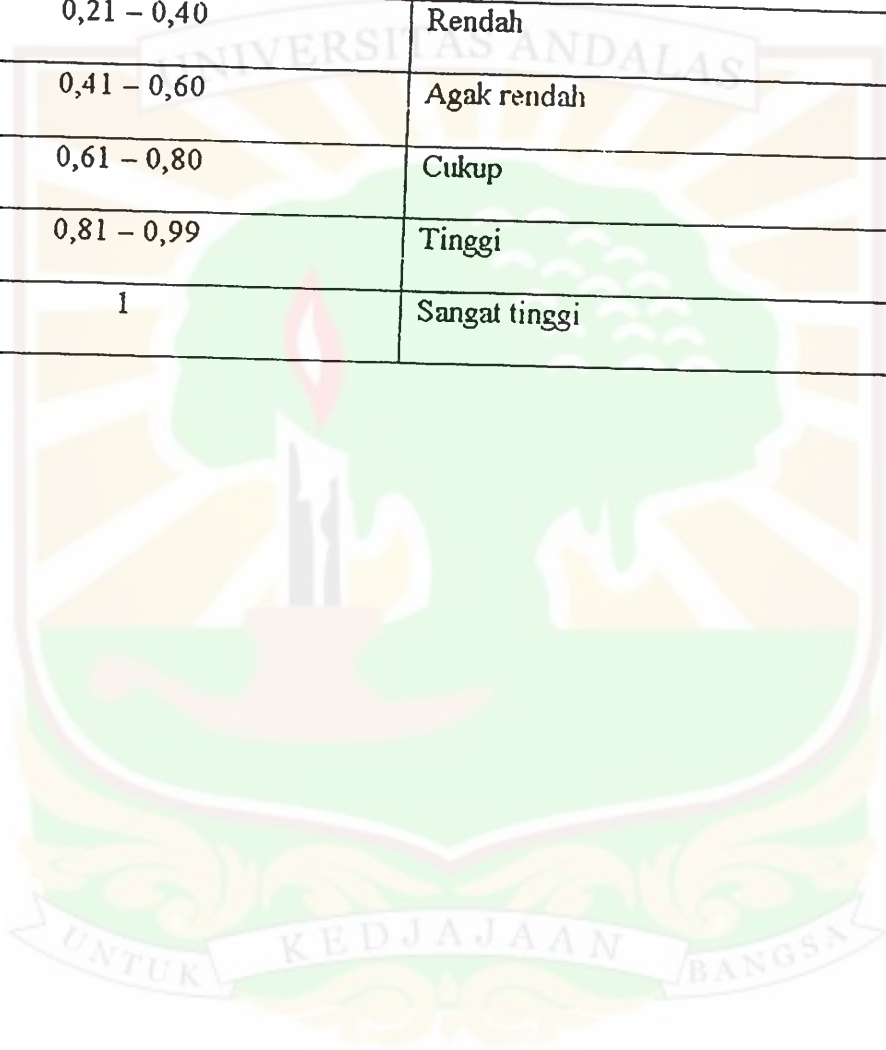 0,21 – 0,40 Rendah
UNIVERSITAS ANDALAS
0,41 – 0,60 Agak rendah
0,61 – 0,80 Cukup
0,81 – 0,99 Tinggi
1 Sangat tinggi
UNTUK KEDJAJAAN BANGSA